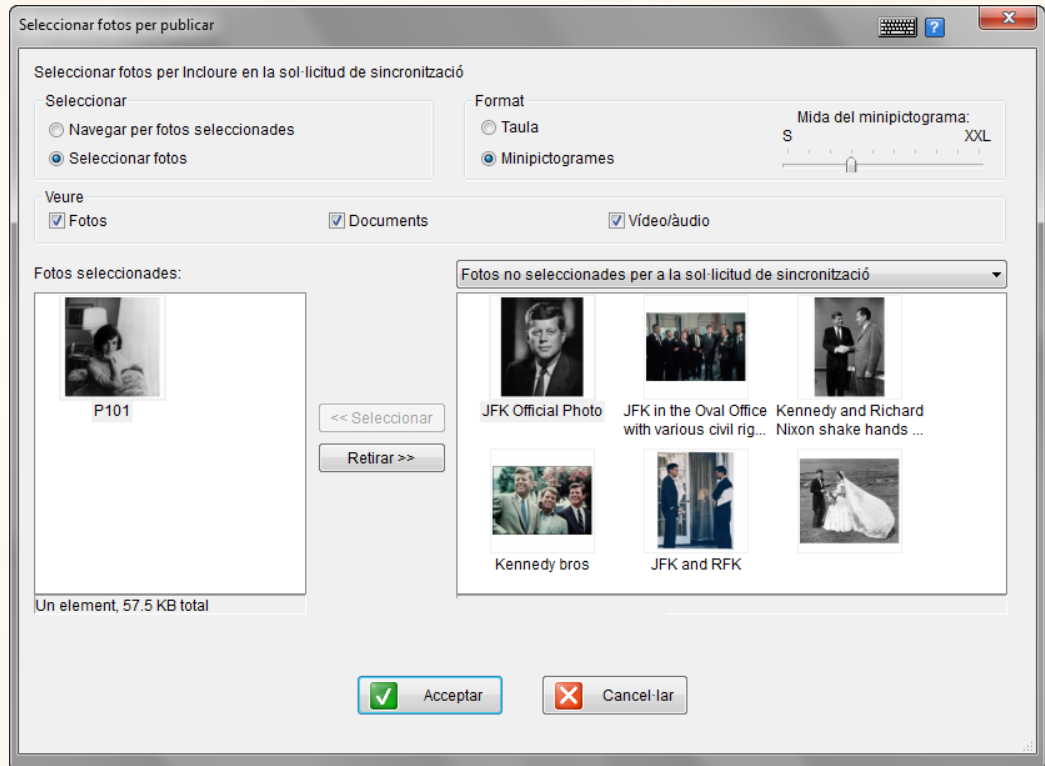 Seleccionar fotos per publicar
Seleccionar fotos per Incloure en la sol·licitud de sincronització
Seleccionar
Navegar per fotos seleccionades
Seleccionar fotos
Format
Taula
Minipictogrames
Mida del minipictograma:
S XXL
Veure
Fotos
Documents
Vídeo/àudio
Fotos seleccionades:
P101
Un element, 57.5 KB total
<< Seleccionar
Retirar >>
Fotos no seleccionades per a la sol·licitud de sincronització
JFK Official Photo
JFK in the Oval Office
with various civil rig...
Kennedy and Richard
Nixon shake hands ...
Kennedy bros
JFK and RFK
Acceptar
Cancel·lar